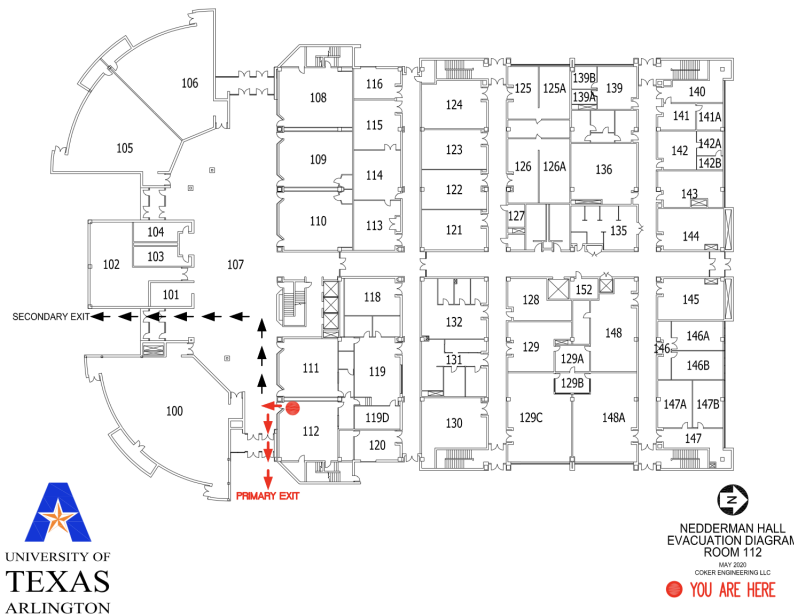 106
105
108
116
115
109
114
110
113
124
123
122
121
125
125A
139B
139
139A
126
126A
136
127
135
140
141
141A
142
142A
142B
143
144
104
102
103
107
101
SECONDARY EXIT
118
132
128
152
148
145
146
146A
146B
111
119
131
129
129A
129B
100
112
119D
120
130
129C
148A
147A
147B
147
PRIMARY EXIT
UNIVERSITY OF
TEXAS
ARLINGTON
N
NEDDERMAN HALL
EVACUATION DIAGRAM
ROOM 112
MAY 2020
COKER ENGINEERING LLC
YOU ARE HERE